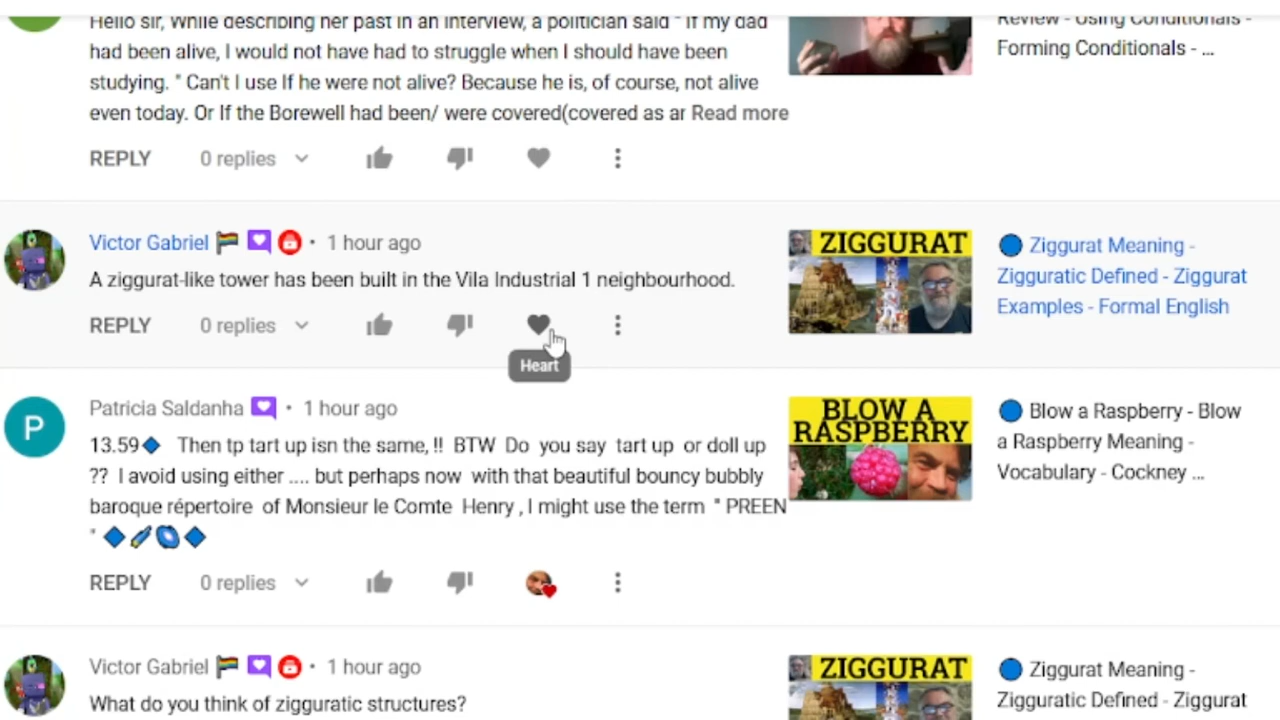 Hello sir, While describing her past in an interview, a politician said " If my dad
had been alive, I would not have had to struggle when I should have been
studying. " Can't I use If he were not alive? Because he is, of course, not alive
even today. Or If the Borewell had been/ were covered(covered as ar Read more
REPLY 0 replies
Review - Using Conditionals -
Forming Conditionals - ...
Victor Gabriel • 1 hour ago
A ziggurat-like tower has been built in the Vila Industrial 1 neighbourhood.
REPLY 0 replies
Heart
ZIGGURAT
Ziggurat Meaning -
Zigguratic Defined - Ziggurat
Examples - Formal English
P
Patricia Saldanha • 1 hour ago
13.59🔷 Then tp tart up isn the same, !! BTW Do you say tart up or doll up
?? I avoid using either .... but perhaps now with that beautiful bouncy bubbly
baroque répertoire of Monsieur le Comte Henry , I might use the term " PREEN
"
REPLY 0 replies
BLOW A
RASPBERRY
Blow a Raspberry - Blow
a Raspberry Meaning -
Vocabulary - Cockney ...
Victor Gabriel • 1 hour ago
What do you think of zigguratic structures?
ZIGGURAT
Ziggurat Meaning -
Zigguratic Defined - Ziggurat